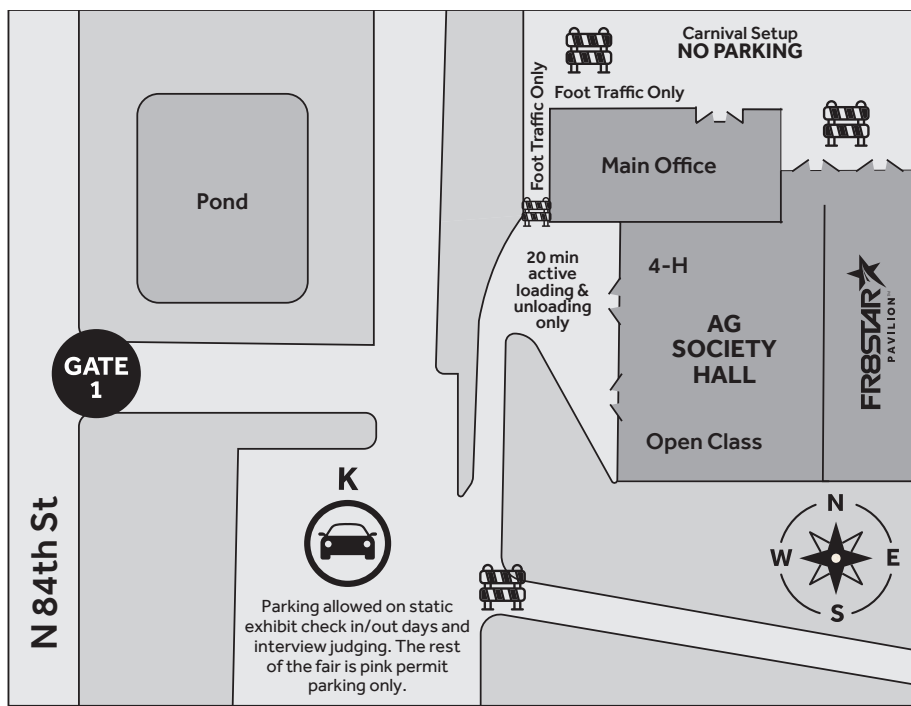 Carnival Setup
NO PARKING
Foot Traffic Only
Foot Traffic Only
Main Office
Pond
20 min
active
loading &
unloading
only
4-H
AG
SOCIETY
HALL
Open Class
FR8STAR
PAVILION™
GATE
1
N 84th St
K
Parking allowed on static
exhibit check in/out days and
interview judging. The rest
of the fair is pink permit
parking only.
N
W
E
S